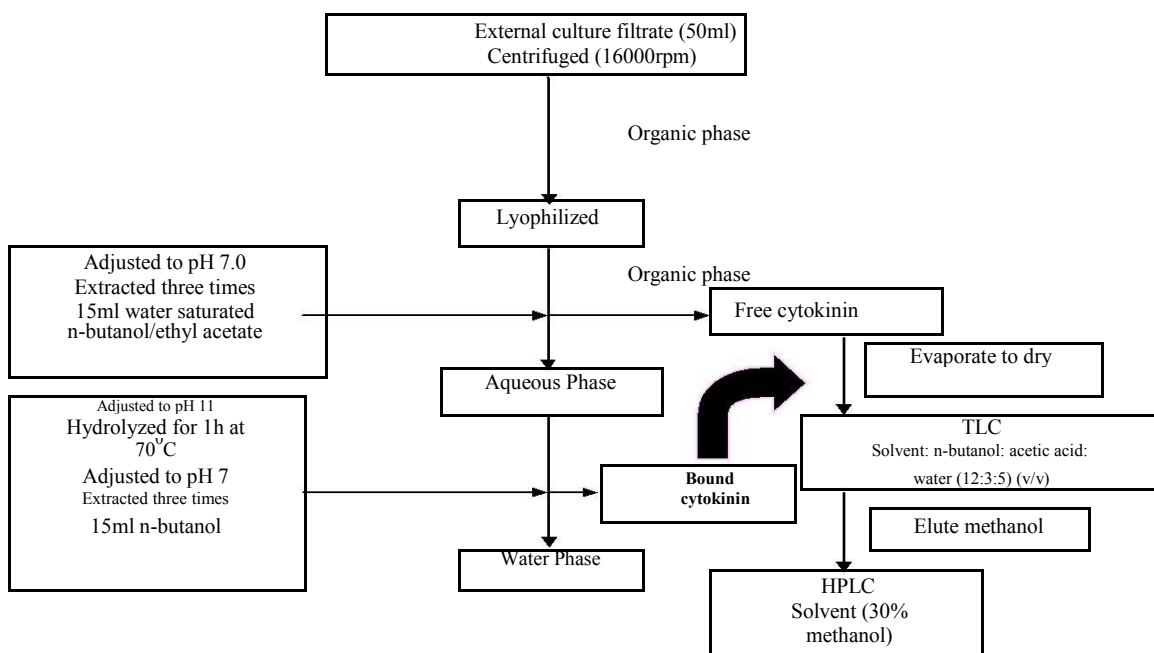 External culture filtrate (50ml)
Centrifuged (16000rpm)
Organic phase
Lyophilized
Adjusted to pH 7.0
Extracted three times
15ml water saturated
n-butanol/ethyl acetate
Organic phase
Free cytokinin
Evaporate to dry
Aqueous Phase
Adjusted to pH 11
Hydrolyzed for 1h at
70°C
Adjusted to pH 7
Extracted three times
15ml n-butanol
Bound
cytokinin
TLC
Solvent: n-butanol: acetic acid:
water (12:3:5) (v/v)
Elute methanol
Water Phase
HPLC
Solvent (30%
methanol)